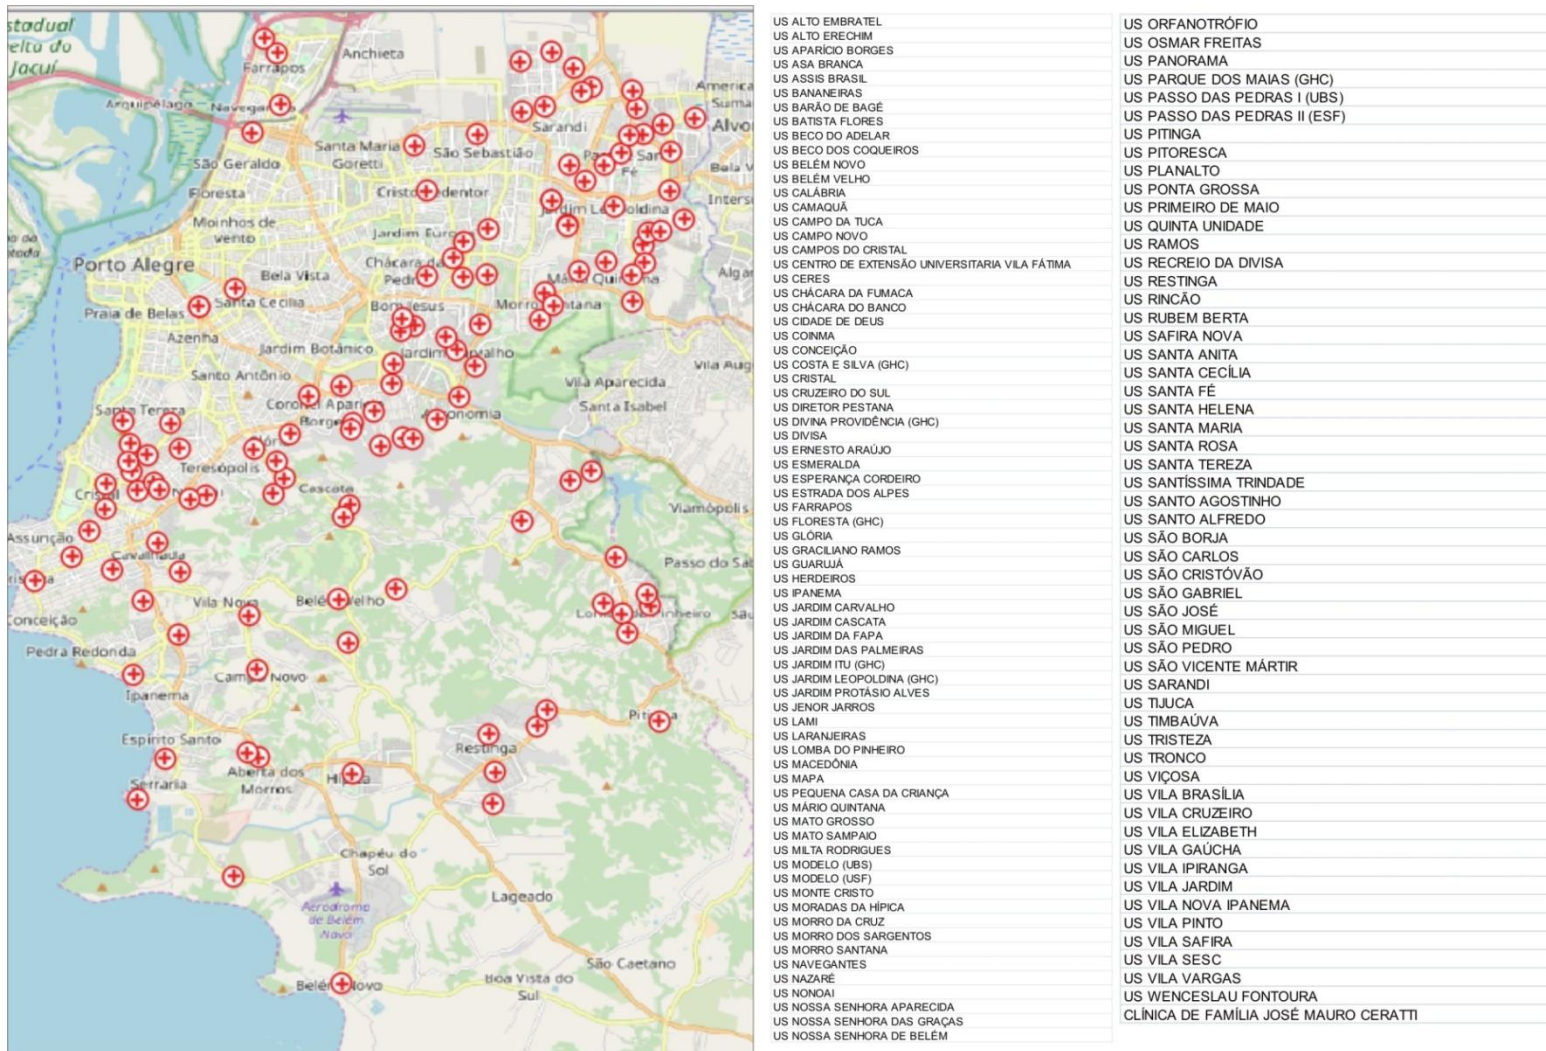 stadual
elta do
Jacuí
Anchieta
Farrapos
Arquipélago
America
Suma
Sarandi
Alvo
Santa Maria
Goretti
São Sebastião
São Geraldo
Fé
Bela V
Floresta
Moinhos de
vento
Inters
Porto Alegre
Bela Vista
Algar
Santa Cecília
Praia de Belas
Bom Jesus
Azenha
Jardim Botânico
Santo Antônio
Vila Aug
Vila Aparecida
Santa Isabel
Santa Tereza
Teresópolis
Cascata
Viamópolis
Assunção
Cavalhada
Passo do Sab
Vila Nova
Conceição
Pedra Redonda
Ipanema
Espírito Santo
Restinga
Aberta dos
Morros
Serraria
Chapéu do
Sol
Lageado
Aeródromo
de Belém
Novo
São Caetano
Boa Vista do
Sul
US ALTO EMBRATEL
US ALTO ERECHIM
US APARÍCIO BORGES
US ASA BRANCA
US ASSIS BRASIL
US BANANEIRAS
US BARÃO DE BAGÉ
US BATISTA FLORES
US BECO DO ADELAR
US BECO DOS COQUEIROS
US BELÉM NOVO
US BELÉM VELHO
US CALÁBRIA
US CAMAQUÃ
US CAMPO DA TUCA
US CAMPO NOVO
US CAMPOS DO CRISTAL
US CENTRO DE EXTENSÃO UNIVERSITARIA VILA FÁTIMA
US CERES
US CHÁCARA DA FUMACA
US CHÁCARA DO BANCO
US CIDADE DE DEUS
US COINMA
US CONCEIÇÃO
US COSTA E SILVA (GHC)
US CRISTAL
US CRUZEIRO DO SUL
US DIRETOR PESTANA
US DIVINA PROVIDÊNCIA (GHC)
US DIVISA
US ERNESTO ARAÚJO
US ESMERALDA
US ESPERANÇA CORDEIRO
US ESTRADA DOS ALPES
US FARRAPOS
US FLORESTA (GHC)
US GLÓRIA
US GRACILIANO RAMOS
US GUARUJÁ
US HERDEIROS
US IPANEMA
US JARDIM CARVALHO
US JARDIM CASCATA
US JARDIM DA FAPA
US JARDIM DAS PALMEIRAS
US JARDIM ITU (GHC)
US JARDIM LEOPOLDINA (GHC)
US JARDIM PROTÁSIO ALVES
US JENOR JARROS
US LAMI
US LARANJEIRAS
US LOMBA DO PINHEIRO
US MACEDÔNIA
US MAPA
US PEQUENA CASA DA CRIANÇA
US MÁRIO QUINTANA
US MATO GROSSO
US MATO SAMPAIO
US MILTA RODRIGUES
US MODELO (UBS)
US MODELO (USF)
US MONTE CRISTO
US MORADAS DA HÍPICA
US MORRO DA CRUZ
US MORRO DOS SARGENTOS
US MORRO SANTANA
US NAVEGANTES
US NAZARÉ
US NONOAI
US NOSSA SENHORA APARECIDA
US NOSSA SENHORA DAS GRAÇAS
US NOSSA SENHORA DE BELÉM
US ORFANOTRÓFIO
US OSMAR FREITAS
US PANORAMA
US PARQUE DOS MAIAS (GHC)
US PASSO DAS PEDRAS I (UBS)
US PASSO DAS PEDRAS II (ESF)
US PITINGA
US PITORESCA
US PLANALTO
US PONTA GROSSA
US PRIMEIRO DE MAIO
US QUINTA UNIDADE
US RAMOS
US RECREIO DA DIVISA
US RESTINGA
US RINCÃO
US RUBEM BERTA
US SAFIRA NOVA
US SANTA ANITA
US SANTA CECÍLIA
US SANTA FÉ
US SANTA HELENA
US SANTA MARIA
US SANTA ROSA
US SANTA TEREZA
US SANTÍSSIMA TRINDADE
US SANTO AGOSTINHO
US SANTO ALFREDO
US SÃO BORJA
US SÃO CARLOS
US SÃO CRISTÓVÃO
US SÃO GABRIEL
US SÃO JOSÉ
US SÃO MIGUEL
US SÃO PEDRO
US SÃO VICENTE MÁRTIR
US SARANDI
US TIJUCA
US TIMBAÚVA
US TRISTEZA
US TRONCO
US VIÇOSA
US VILA BRASÍLIA
US VILA CRUZEIRO
US VILA ELIZABETH
US VILA GAÚCHA
US VILA IPIRANGA
US VILA JARDIM
US VILA NOVA IPANEMA
US VILA PINTO
US VILA SAFIRA
US VILA SESC
US VILA VARGAS
US WENCESLAU FONTOURA
CLÍNICA DE FAMÍLIA JOSÉ MAURO CERATTI